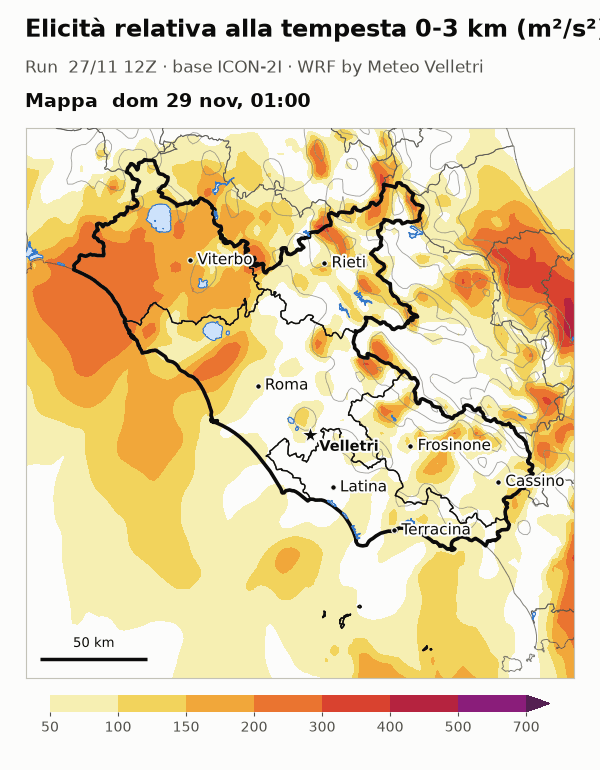 Elicità relativa alla tempesta 0-3 km (m²/s²)
Run 27/11 12Z · base ICON-2I · WRF by Meteo Velletri
Mappa dom 29 nov, 01:00
Viterbo
Rieti
Roma
Velletri
Frosinone
Cassino
Latina
Terracina
50 km
50 100 150 200 300 400 500 700